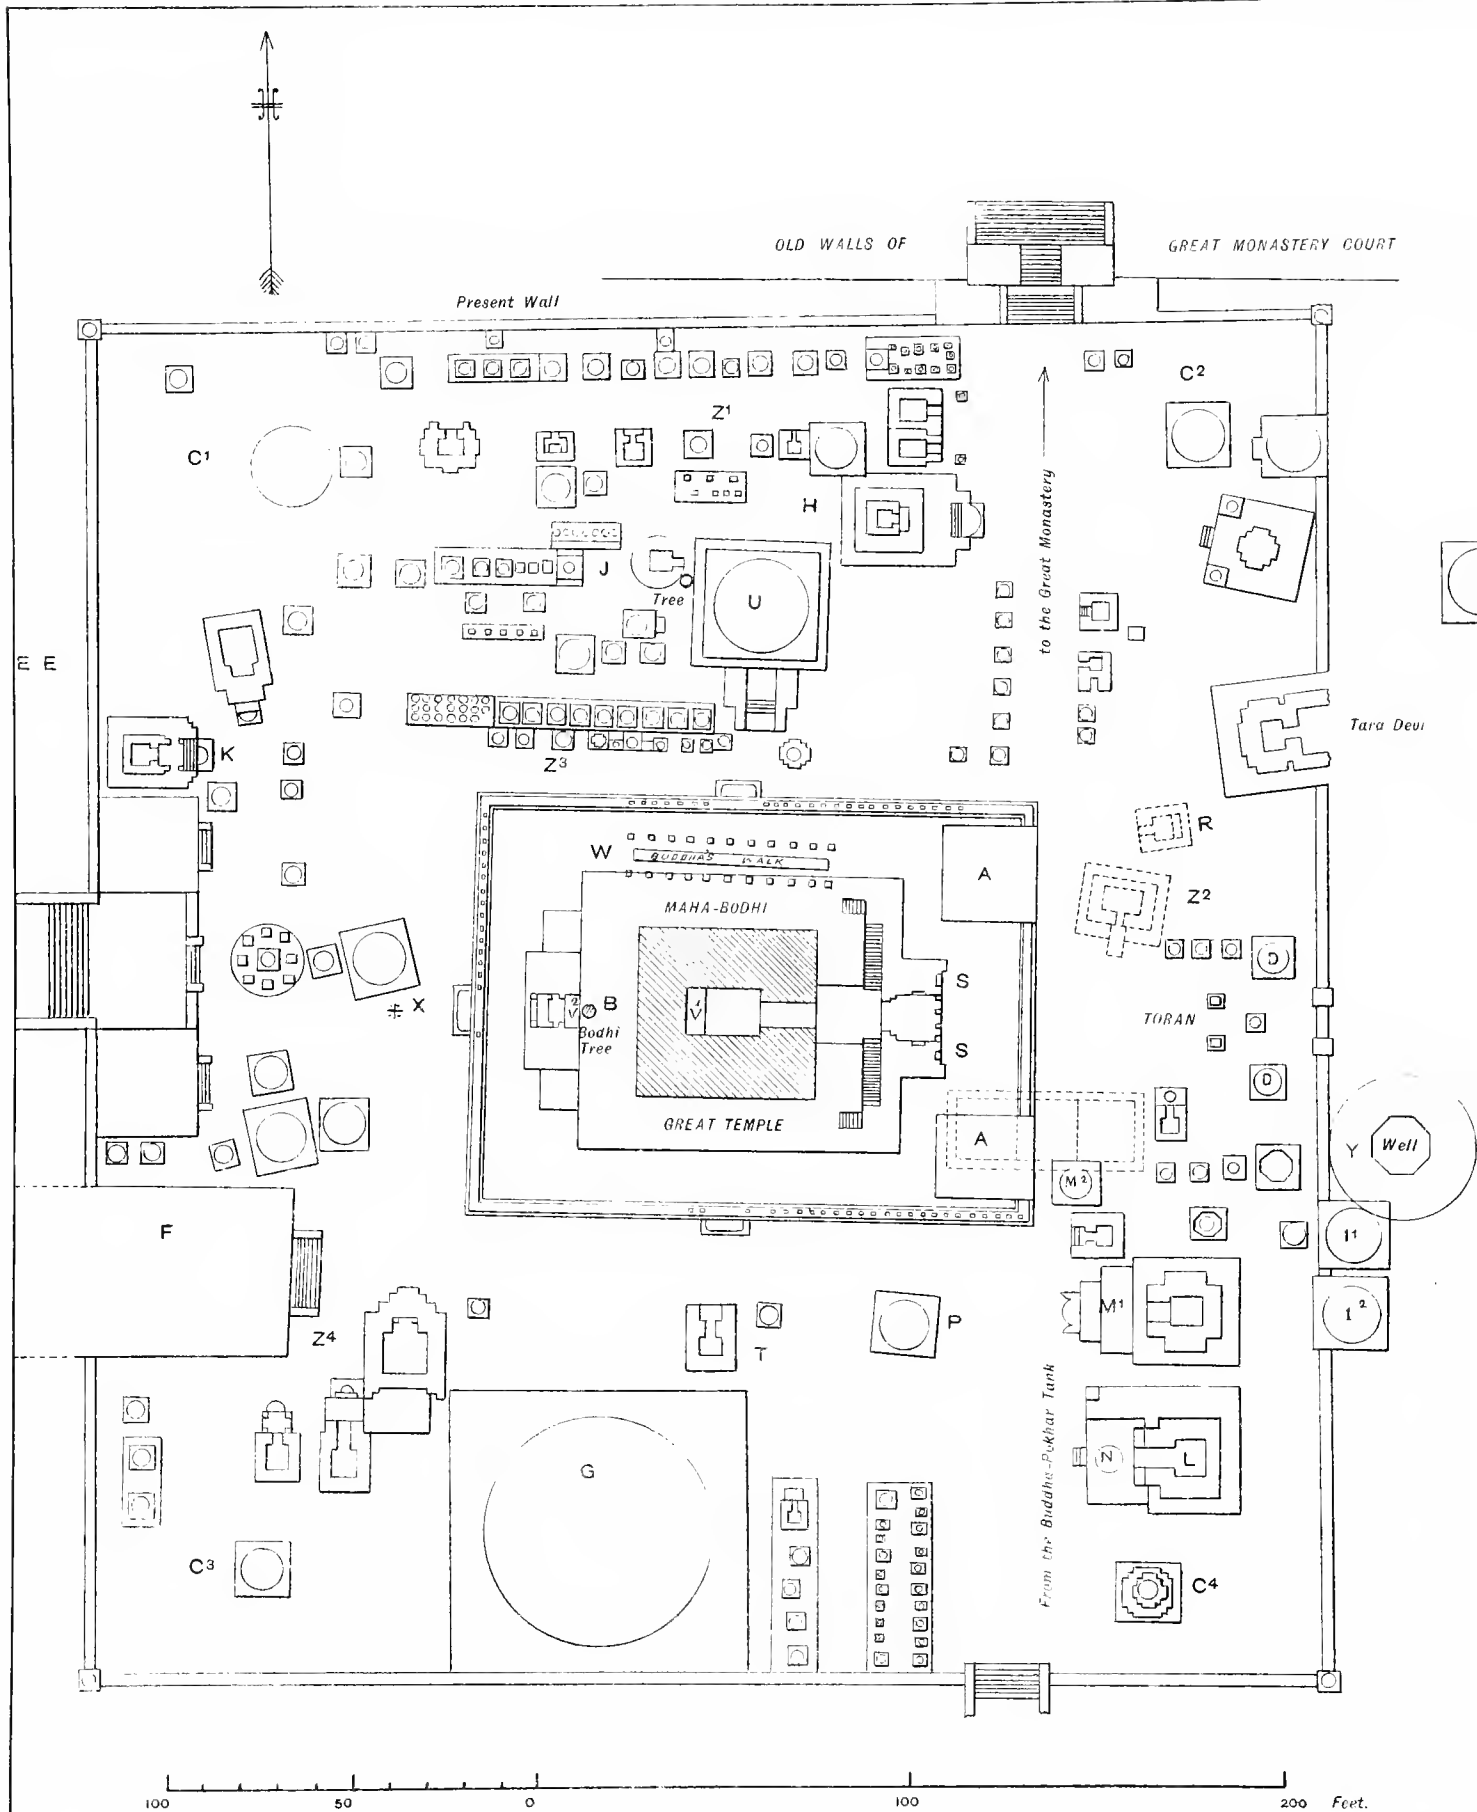 OLD WALLS OF
GREAT MONASTERY COURT
Present Wall
C2
Z1
C1
H
to the Great Monastery
J
Tree
U
E E
Tara Devi
K
Z3
R
W
BUDDHA'S WALK
A
Z2
MAHA-BODHI
D
X
V2
B
Bodhi
Tree
V1
S
TORAN
S
D
GREAT TEMPLE
A
Y
Well
M2
F
I1
Z4
T
P
M1
I2
From the Buddha-Pokhar Tank
G
N
L
C3
C4
100 50 0 100 200 Feet.